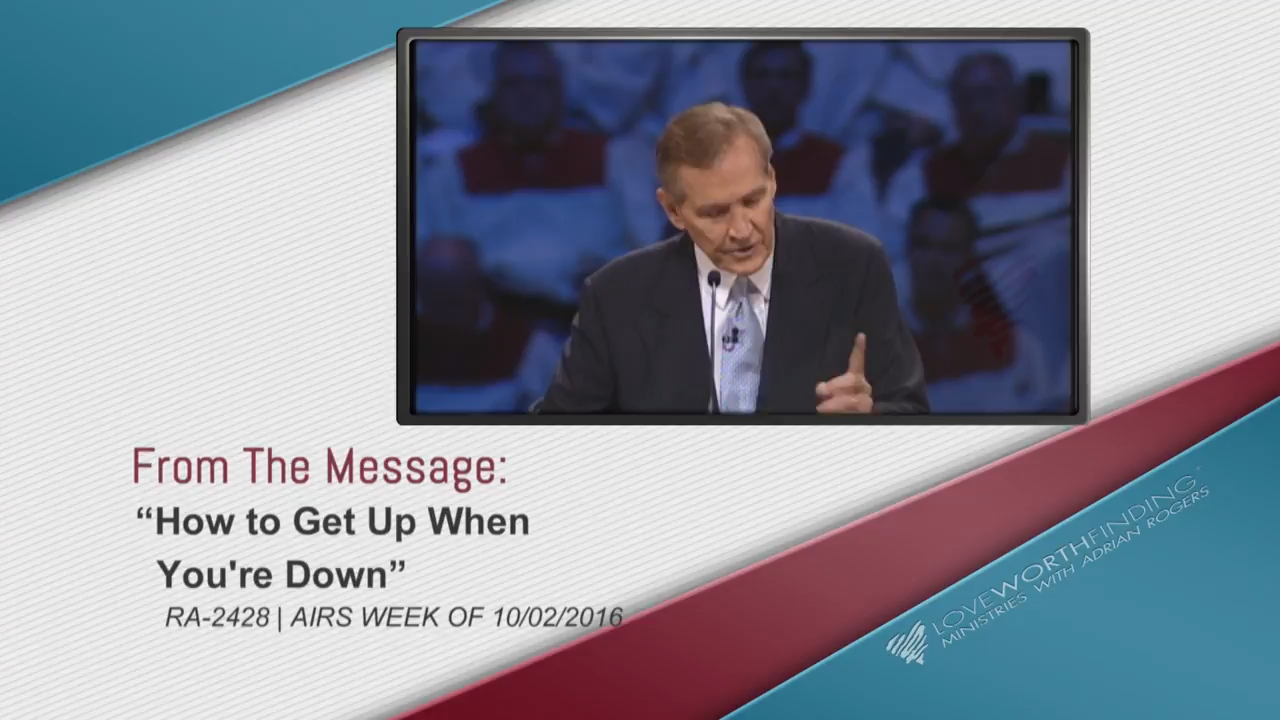 From The Message:
“How to Get Up When
You're Down”
RA-2428 | AIRS WEEK OF 10/02/2016
LOVEWORTHFINDING
MINISTRIES WITH ADRIAN ROGERS